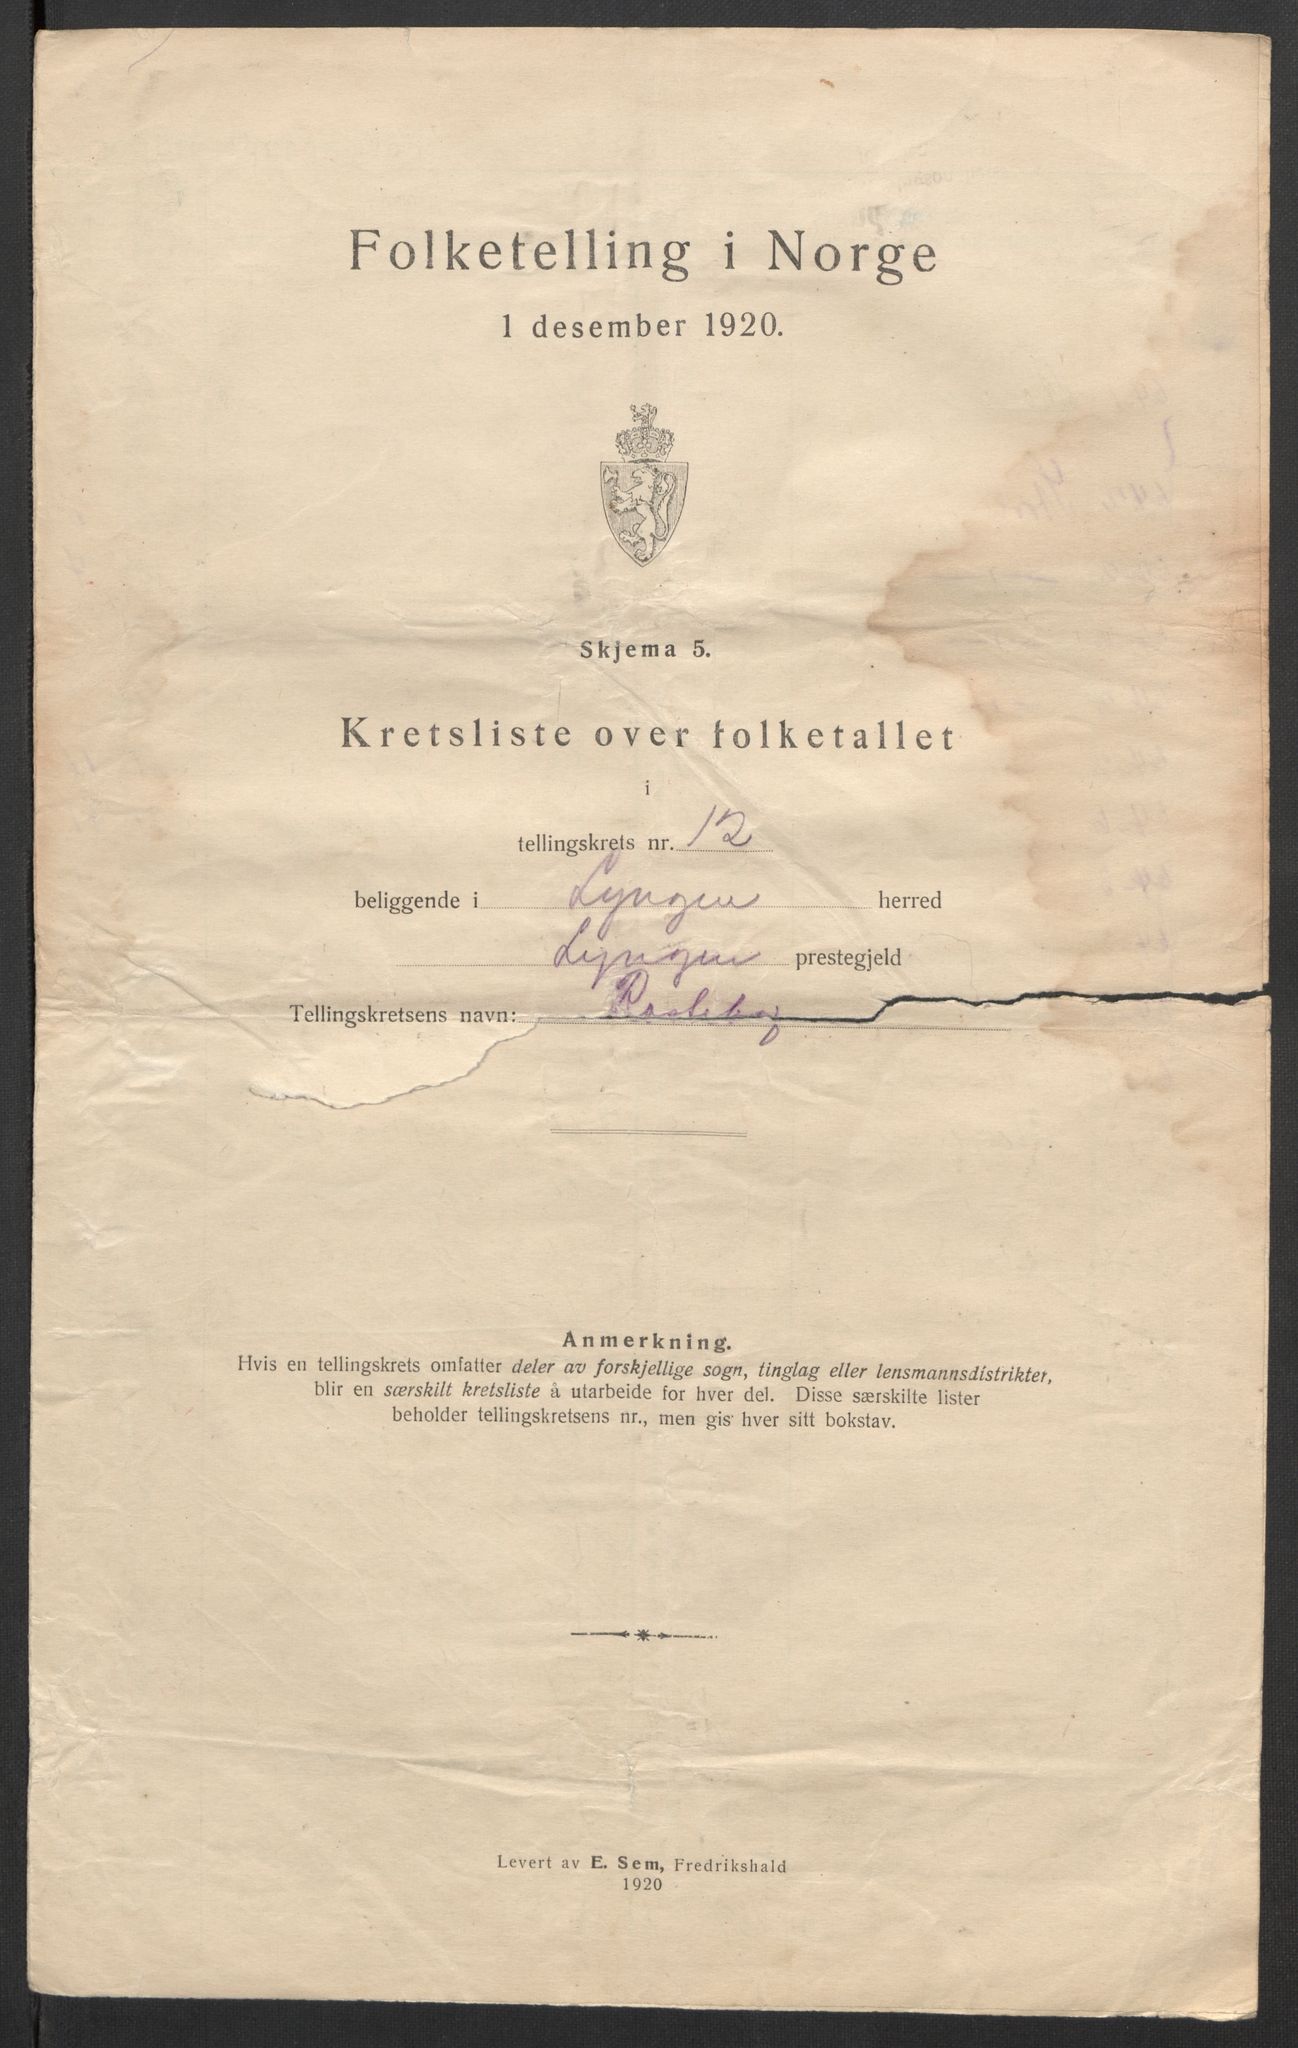 Folketelling i Norge
1 desember 1920.
Skjema 5.
Kretsliste over folketallet
i
tellingskrets nr. 12
beliggende i Lyngen herred
Lyngen prestegjeld
Tellingskretsens navn:
Anmerkning.
Hvis en tellingskrets omfatter deler av forskjellige sogn, tinglag eller lensmannsdistrikter,
blir en særskilt kretsliste å utarbeide for hver del. Disse særskilte lister
beholder tellingskretsens nr., men gis hver sitt bokstav.
Levert av E. Sem, Fredrikshald
1920